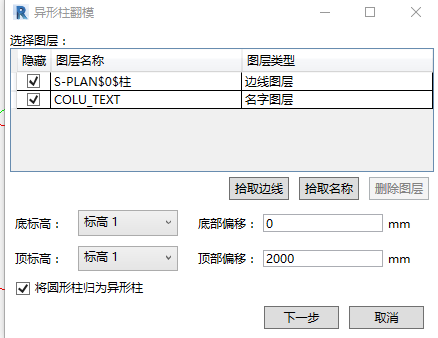 异形柱翻模
选择图层：
隐藏 图层名称 图层类型
S-PLAN$0$柱 边线图层
COLU_TEXT 名字图层
拾取边线 拾取名称 删除图层
底标高： 标高 1 底部偏移： 0 mm
顶标高： 标高 1 顶部偏移： 2000 mm
将圆形柱归为异形柱
下一步 取消